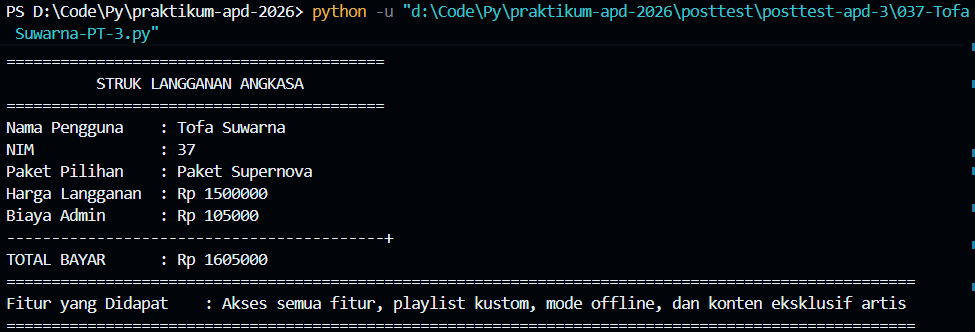 PS D:\Code\Py\praktikum-apd-2026> python -u "d:\Code\Py\praktikum-apd-2026\posttest\posttest-apd-3\037-Tofa
Suwarna-PT-3.py"
==========================================
          STRUK LANGGANAN ANGKASA
==========================================
Nama Pengguna    : Tofa Suwarna
NIM              : 37
Paket Pilihan    : Paket Supernova
Harga Langganan  : Rp 1500000
Biaya Admin      : Rp 105000
------------------------------------------+
TOTAL BAYAR      : Rp 1605000
=====================================================================================================
Fitur yang Didapat    : Akses semua fitur, playlist kustom, mode offline, dan konten eksklusif artis
=====================================================================================================